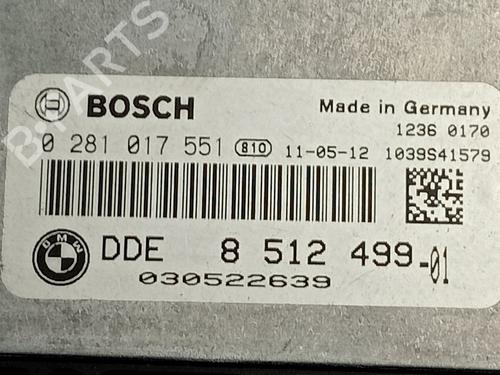 B-PARTS
BOSCH Made in Germany
1236 0170
0 281 017 551 810 11-05-12 1039S41579
BMW DDE 8 512 499-01
030522639